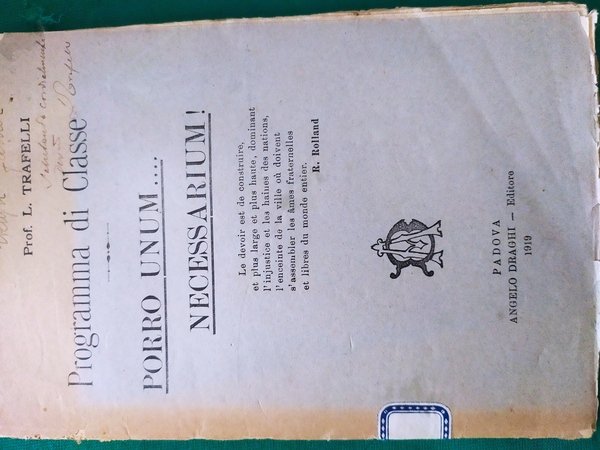 Prof. L. TRAFELLI
Programma di Classe
PORRO UNUM....
NECESSARIUM!
Le devoir est de construire,
et plus large et plus haute, dominant
l'injustice et les haines des nations,
l'enceinte de la ville où doivent
s'assembler les âmes fraternelles
et libres du monde entier.
R. Rolland
PADOVA
ANGELO DRAGHI — Editore
1919